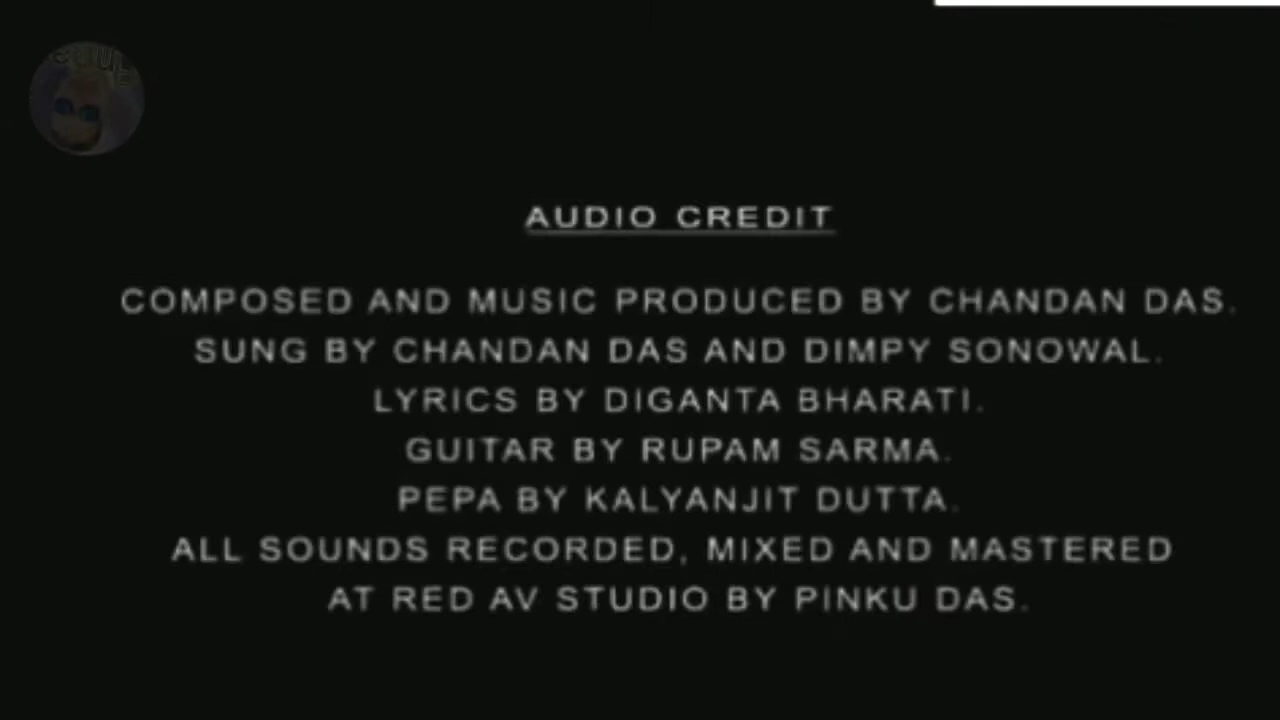 AUDIO CREDIT
COMPOSED AND MUSIC PRODUCED BY CHANDAN DAS.
SUNG BY CHANDAN DAS AND DIMPY SONOWAL.
LYRICS BY DIGANTA BHARATI.
GUITAR BY RUPAM SARMA.
PEPA BY KALYANJIT DUTTA.
ALL SOUNDS RECORDED, MIXED AND MASTERED
AT RED AV STUDIO BY PINKU DAS.